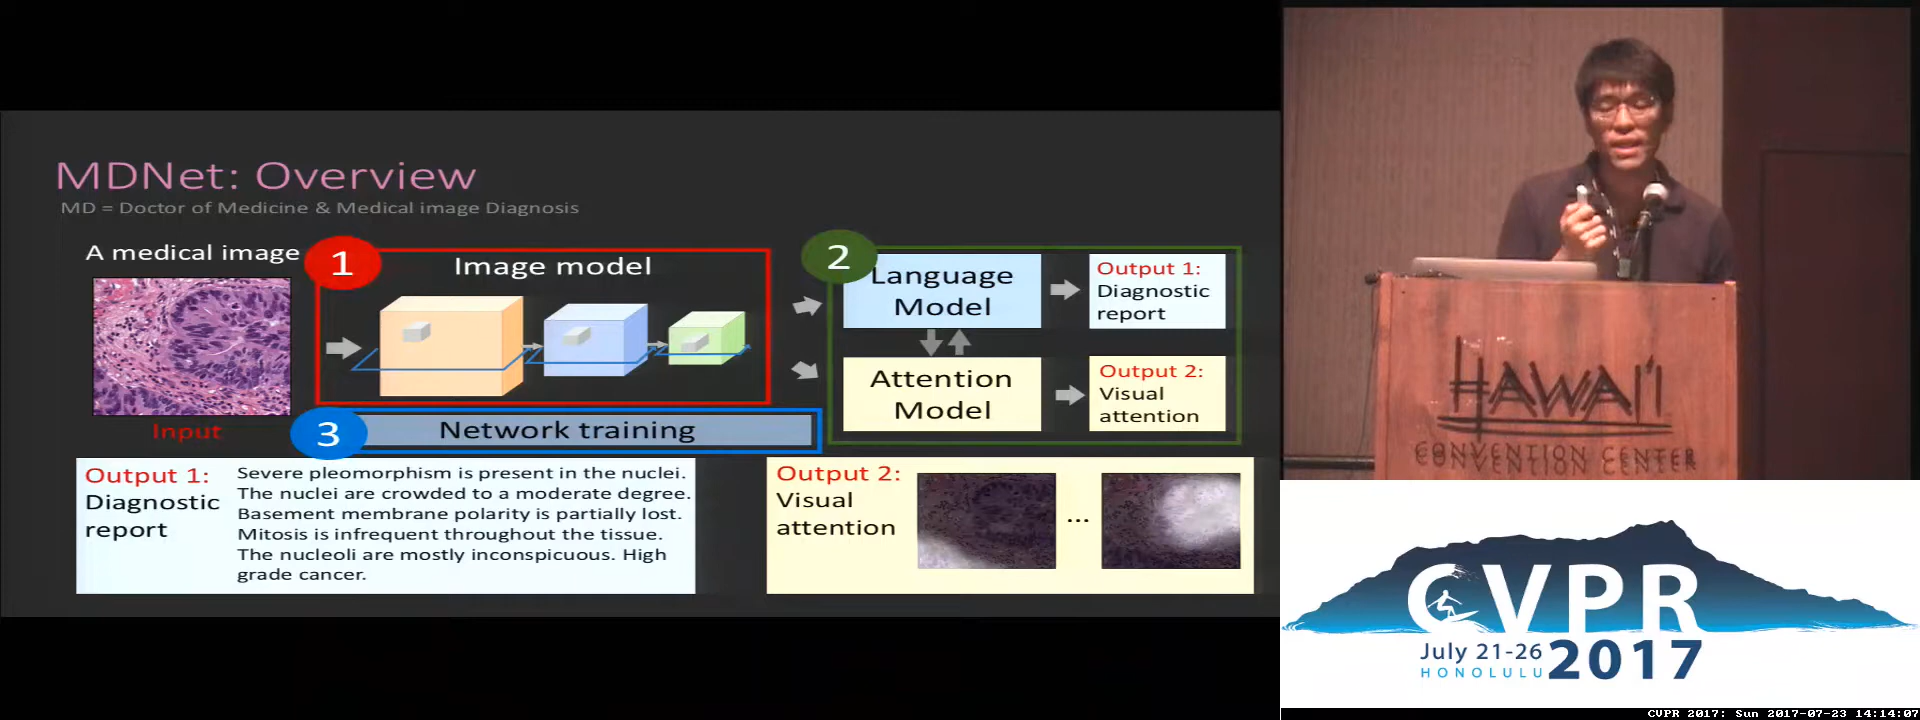 MDNet: Overview
MD = Doctor of Medicine & Medical image Diagnosis
A medical image
Input
1
Image model
2
Language
Model
Output 1:
Diagnostic
report
Attention
Model
Output 2:
Visual
attention
3
Network training
Output 1:
Diagnostic
report
Severe pleomorphism is present in the nuclei.
The nuclei are crowded to a moderate degree.
Basement membrane polarity is partially lost.
Mitosis is infrequent throughout the tissue.
The nucleoli are mostly inconspicuous. High
grade cancer.
Output 2:
Visual
attention
...
HAWAI'I
CONVENTION CENTER
CVPR
July 21-26
HONOLULU
2017
CVPR 2017: Sun 2017-07-23 14:14:07